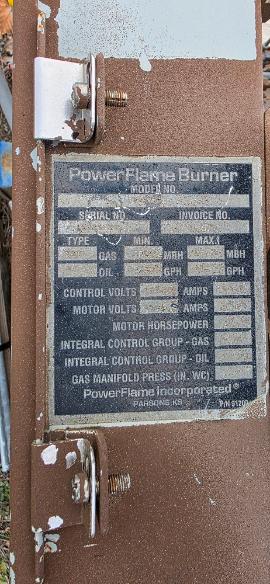 PowerFlame Burner
MODEL NO.
SERIAL NO. INVOICE NO.
TYPE MIN. MAX.
GAS MBH MBH
OIL GPH GPH
CONTROL VOLTS AMPS
MOTOR VOLTS AMPS
MOTOR HORSEPOWER
INTEGRAL CONTROL GROUP - GAS
INTEGRAL CONTROL GROUP - OIL
GAS MANIFOLD PRESS (IN. WC)
PowerFlame Incorporated®
PARSONS, KS